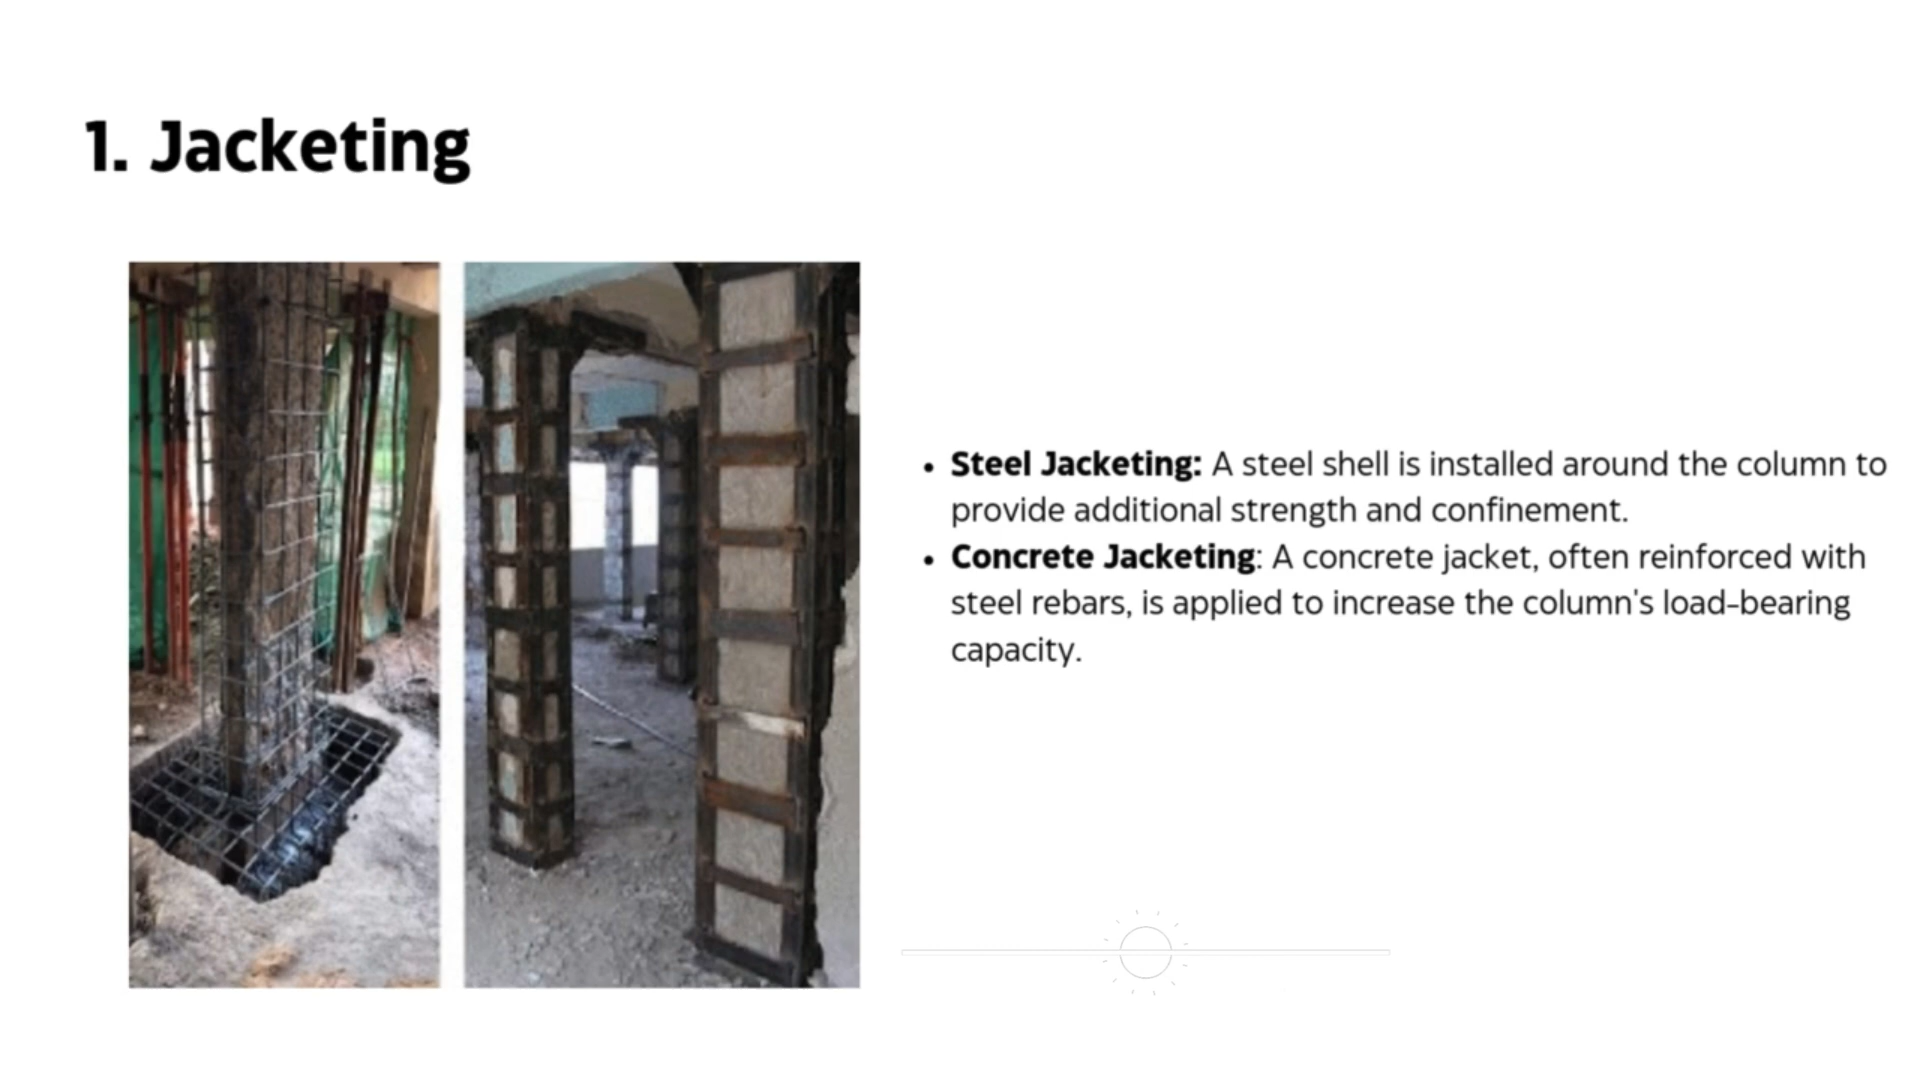 1. Jacketing
• Steel Jacketing: A steel shell is installed around the column to
provide additional strength and confinement.
• Concrete Jacketing: A concrete jacket, often reinforced with
steel rebars, is applied to increase the column's load-bearing
capacity.